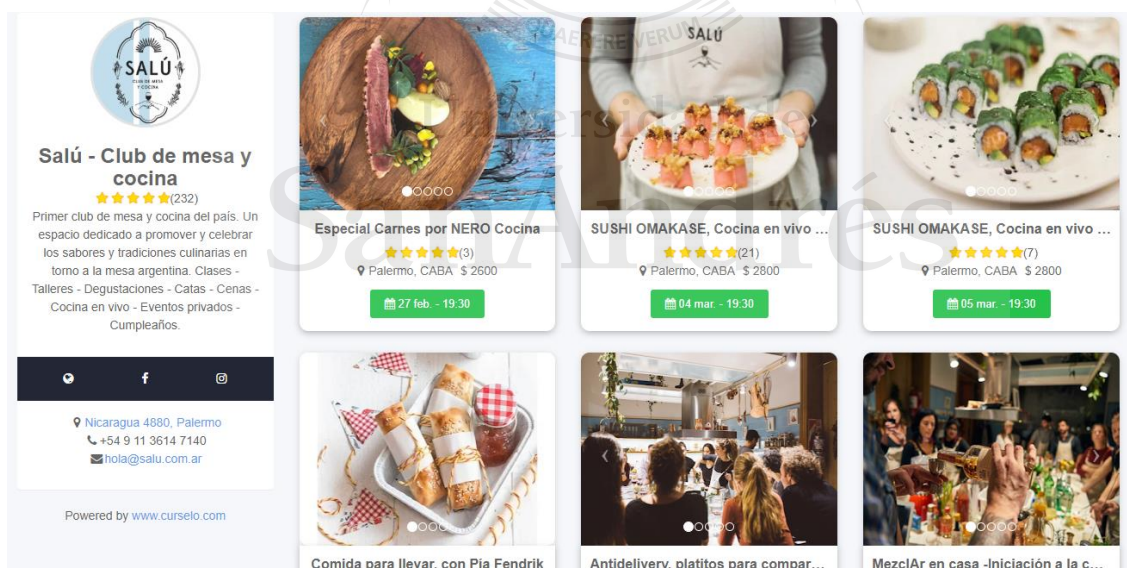 SALÚ
CLUB DE MESA
Y COCINA
Salú - Club de mesa y
cocina
(232)
Primer club de mesa y cocina del país. Un
espacio dedicado a promover y celebrar
los sabores y tradiciones culinarias en
torno a la mesa argentina. Clases -
Talleres - Degustaciones - Catas - Cenas -
Cocina en vivo - Eventos privados -
Cumpleaños.
Nicaragua 4880, Palermo
+54 9 11 3614 7140
hola@salu.com.ar
Powered by www.curselo.com
QUAERERE VERUM
Universidad de
SanAndrés
Especial Carnes por NERO Cocina
(3)
Palermo, CABA $ 2600
27 feb. - 19:30
SALÚ
SUSHI OMAKASE, Cocina en vivo ...
(21)
Palermo, CABA $ 2800
04 mar. - 19:30
SUSHI OMAKASE, Cocina en vivo ...
(7)
Palermo, CABA $ 2800
05 mar. - 19:30
Comida para llevar, con Pia Fendrik
Antidelivery, platitos para compar...
MezclAr en casa -Iniciación a la c...